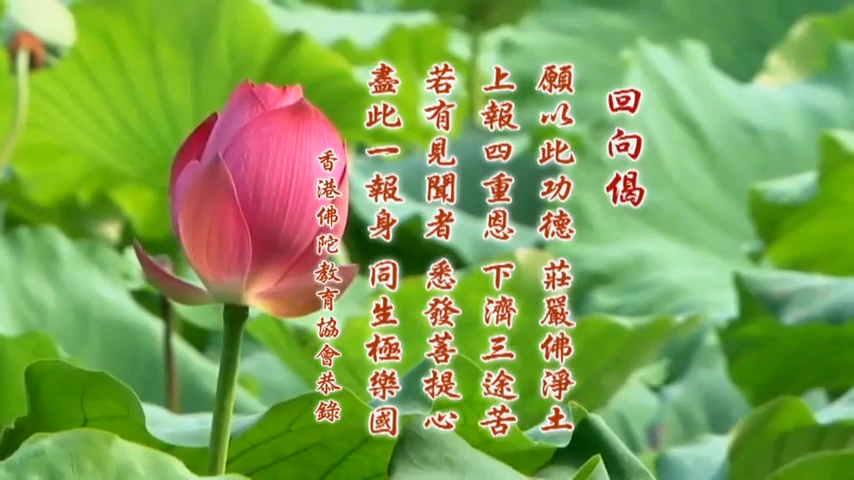 回向偈
願以此功德 莊嚴佛淨土
上報四重恩 下濟三途苦
若有見聞者 悉發菩提心
盡此一報身 同生極樂國
香港佛陀教育協會恭錄